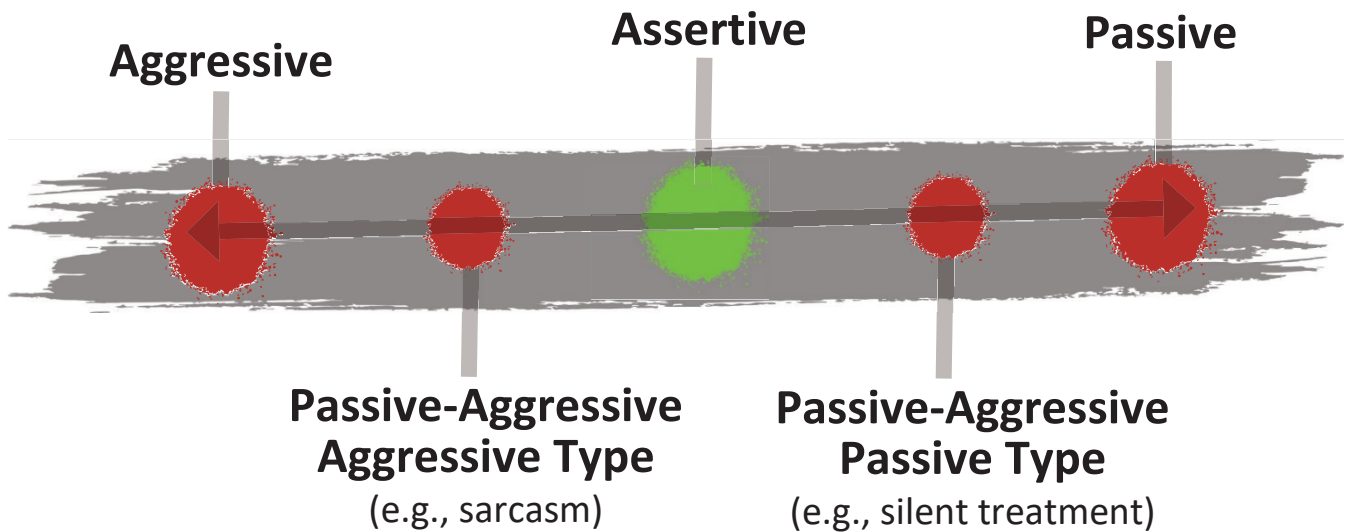 Aggressive
Assertive
Passive
Passive-Aggressive
Aggressive Type
(e.g., sarcasm)
Passive-Aggressive
Passive Type
(e.g., silent treatment)